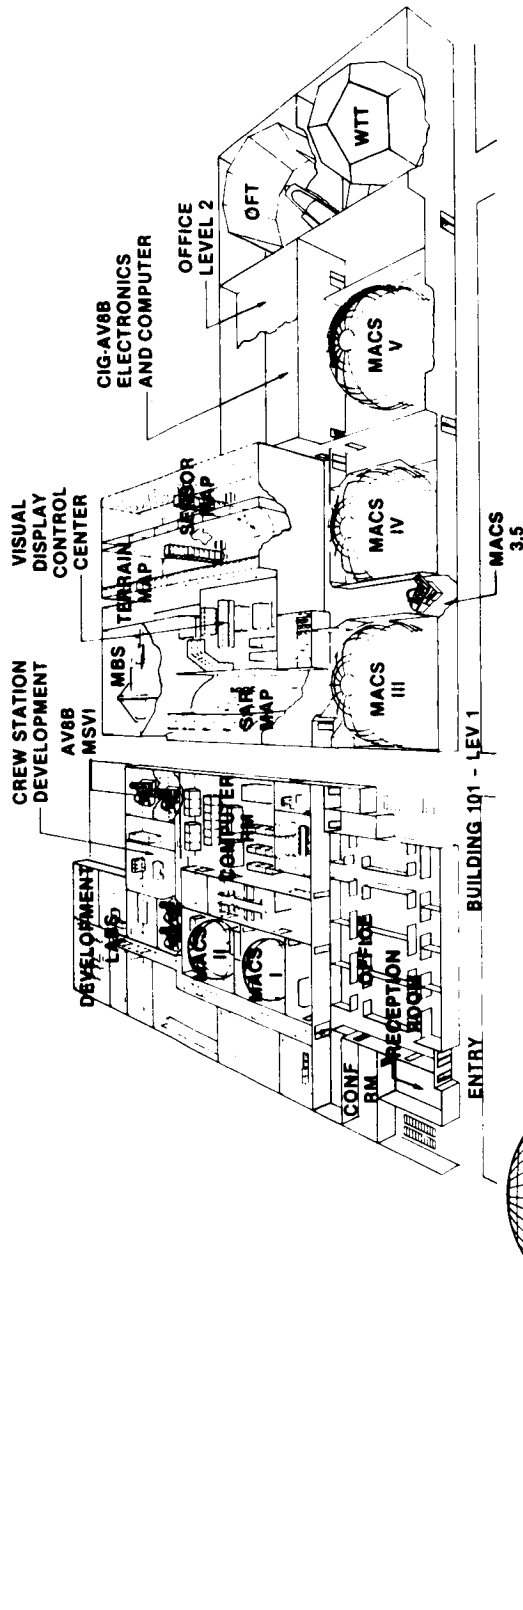 CREW STATION
DEVELOPMENT
AV8B
MSVI
VISUAL
DISPLAY
CONTROL
CENTER
CIG-AV8B
ELECTRONICS
AND COMPUTER
OFFICE
LEVEL 2
DEVELOPMENT
LABS
MBS
TERRAIN
MAP
SENSOR
MAP
OFT
WTT
COMPUTER
RM
SAR
MAP
MACS
II
MACS
I
MACS
III
MACS
IV
MACS
V
OFFICE
CONF
RM
RECEPTION
ROOM
ENTRY
BUILDING 101 - LEV 1
MACS
3.5